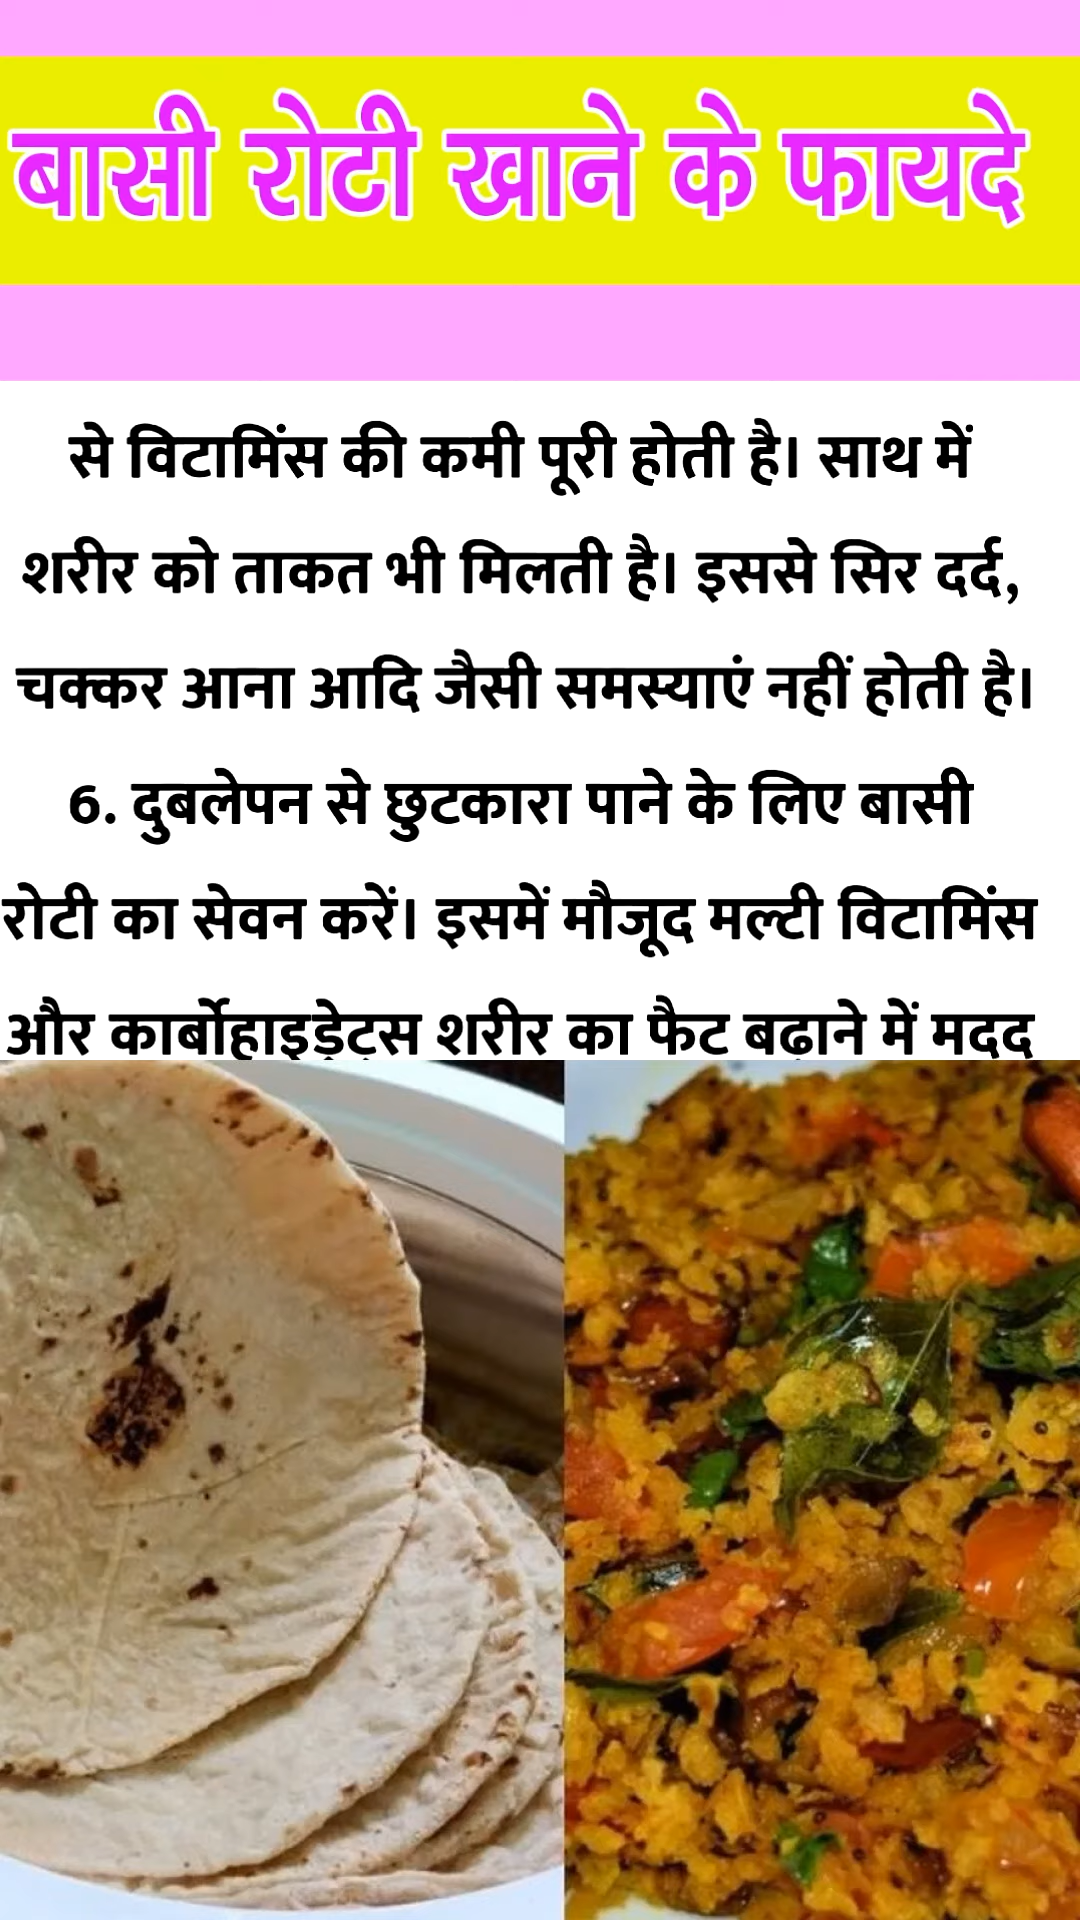 बासी रोटी खाने के फायदे
से विटामिंस की कमी पूरी होती है। साथ में
शरीर को ताकत भी मिलती है। इससे सिर दर्द,
चक्कर आना आदि जैसी समस्याएं नहीं होती है।
6. दुबलेपन से छुटकारा पाने के लिए बासी
रोटी का सेवन करें। इसमें मौजूद मल्टी विटामिंस
और कार्बोहाइड्रेट्स शरीर का फैट बढ़ाने में मदद